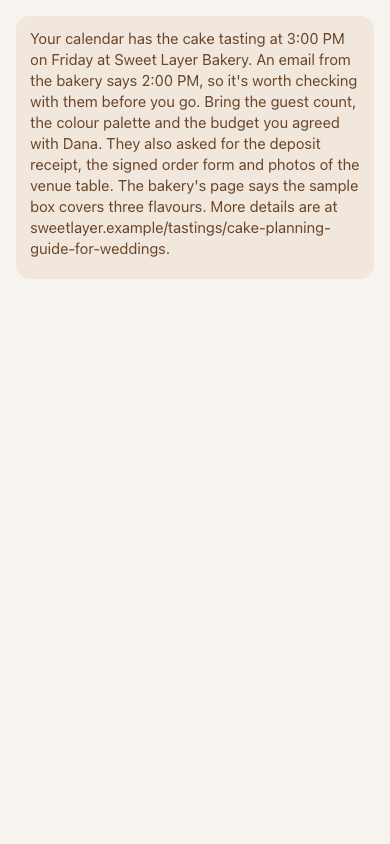 Your calendar has the cake tasting at 3:00 PM
on Friday at Sweet Layer Bakery. An email from
the bakery says 2:00 PM, so it's worth checking
with them before you go. Bring the guest count,
the colour palette and the budget you agreed
with Dana. They also asked for the deposit
receipt, the signed order form and photos of the
venue table. The bakery's page says the sample
box covers three flavours. More details are at
sweetlayer.example/tastings/cake-planning-
guide-for-weddings.